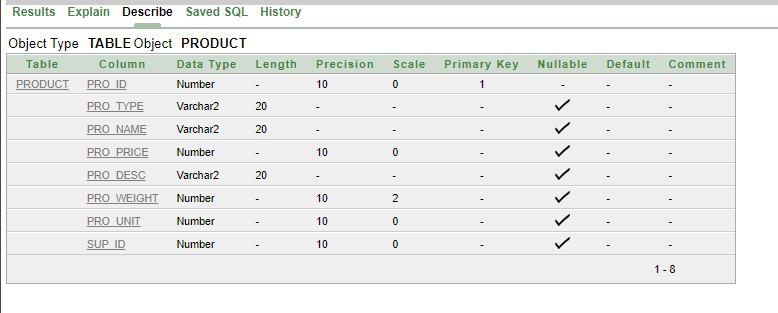 Results Explain Describe Saved SQL History
Object Type TABLE Object PRODUCT
Table Column Data Type Length Precision Scale Primary Key Nullable Default Comment
PRODUCT PRO_ID Number - 10 0 1 - - -
PRO_TYPE Varchar2 20 - - - ✓ - -
PRO_NAME Varchar2 20 - - - ✓ - -
PRO_PRICE Number - 10 0 - ✓ - -
PRO_DESC Varchar2 20 - - - ✓ - -
PRO_WEIGHT Number - 10 2 - ✓ - -
PRO_UNIT Number - 10 0 - ✓ - -
SUP_ID Number - 10 0 - ✓ - -
1 - 8